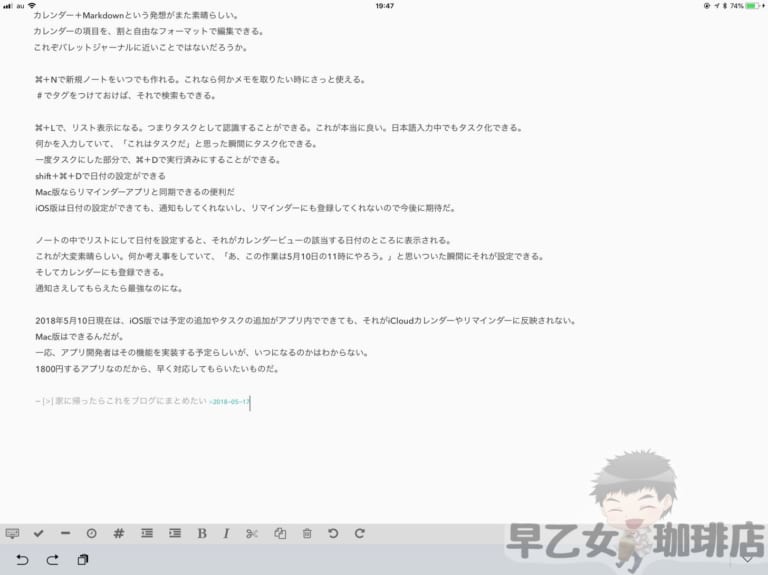 au 19:47 74%
カレンダー＋Markdownという発想がまた素晴らしい。
カレンダーの項目を、割と自由なフォーマットで編集できる。
これぞバレットジャーナルに近いことではないだろうか。
⌘＋Nで新規ノートをいつでも作れる。これなら何かメモを取りたい時にさっと使える。
＃でタグをつけておけば、それで検索もできる。
⌘＋Lで、リスト表示になる。つまりタスクとして認識することができる。これが本当に良い。日本語入力中でもタスク化できる。
何かを入力していて、「これはタスクだ」と思った瞬間にタスク化できる。
一度タスクにした部分で、⌘＋Dで実行済みにすることができる。
shift＋⌘＋Dで日付の設定ができる
Mac版ならリマインダーアプリと同期できるの便利だ
iOS版は日付の設定ができても、通知もしてくれないし、リマインダーにも登録してくれないので今後に期待だ。
ノートの中でリストにして日付を設定すると、それがカレンダービューの該当する日付のところに表示される。
これが大変素晴らしい。何か考え事をしていて、「あ、この作業は5月10日の11時にやろう。」と思いついた瞬間にそれが設定できる。
そしてカレンダーにも登録できる。
通知さえしてもらえたら最強なのにな。
2018年5月10日現在は、iOS版では予定の追加やタスクの追加がアプリ内でできても、それがiCloudカレンダーやリマインダーに反映されない。
Mac版はできるんだが。
一応、アプリ開発者はその機能を実装する予定らしいが、いつになるのかはわからない。
1800円するアプリなのだから、早く対応してもらいたいものだ。
- [>] 家に帰ったらこれをブログにまとめたい >2018-05-17
# B I
早乙女珈琲店